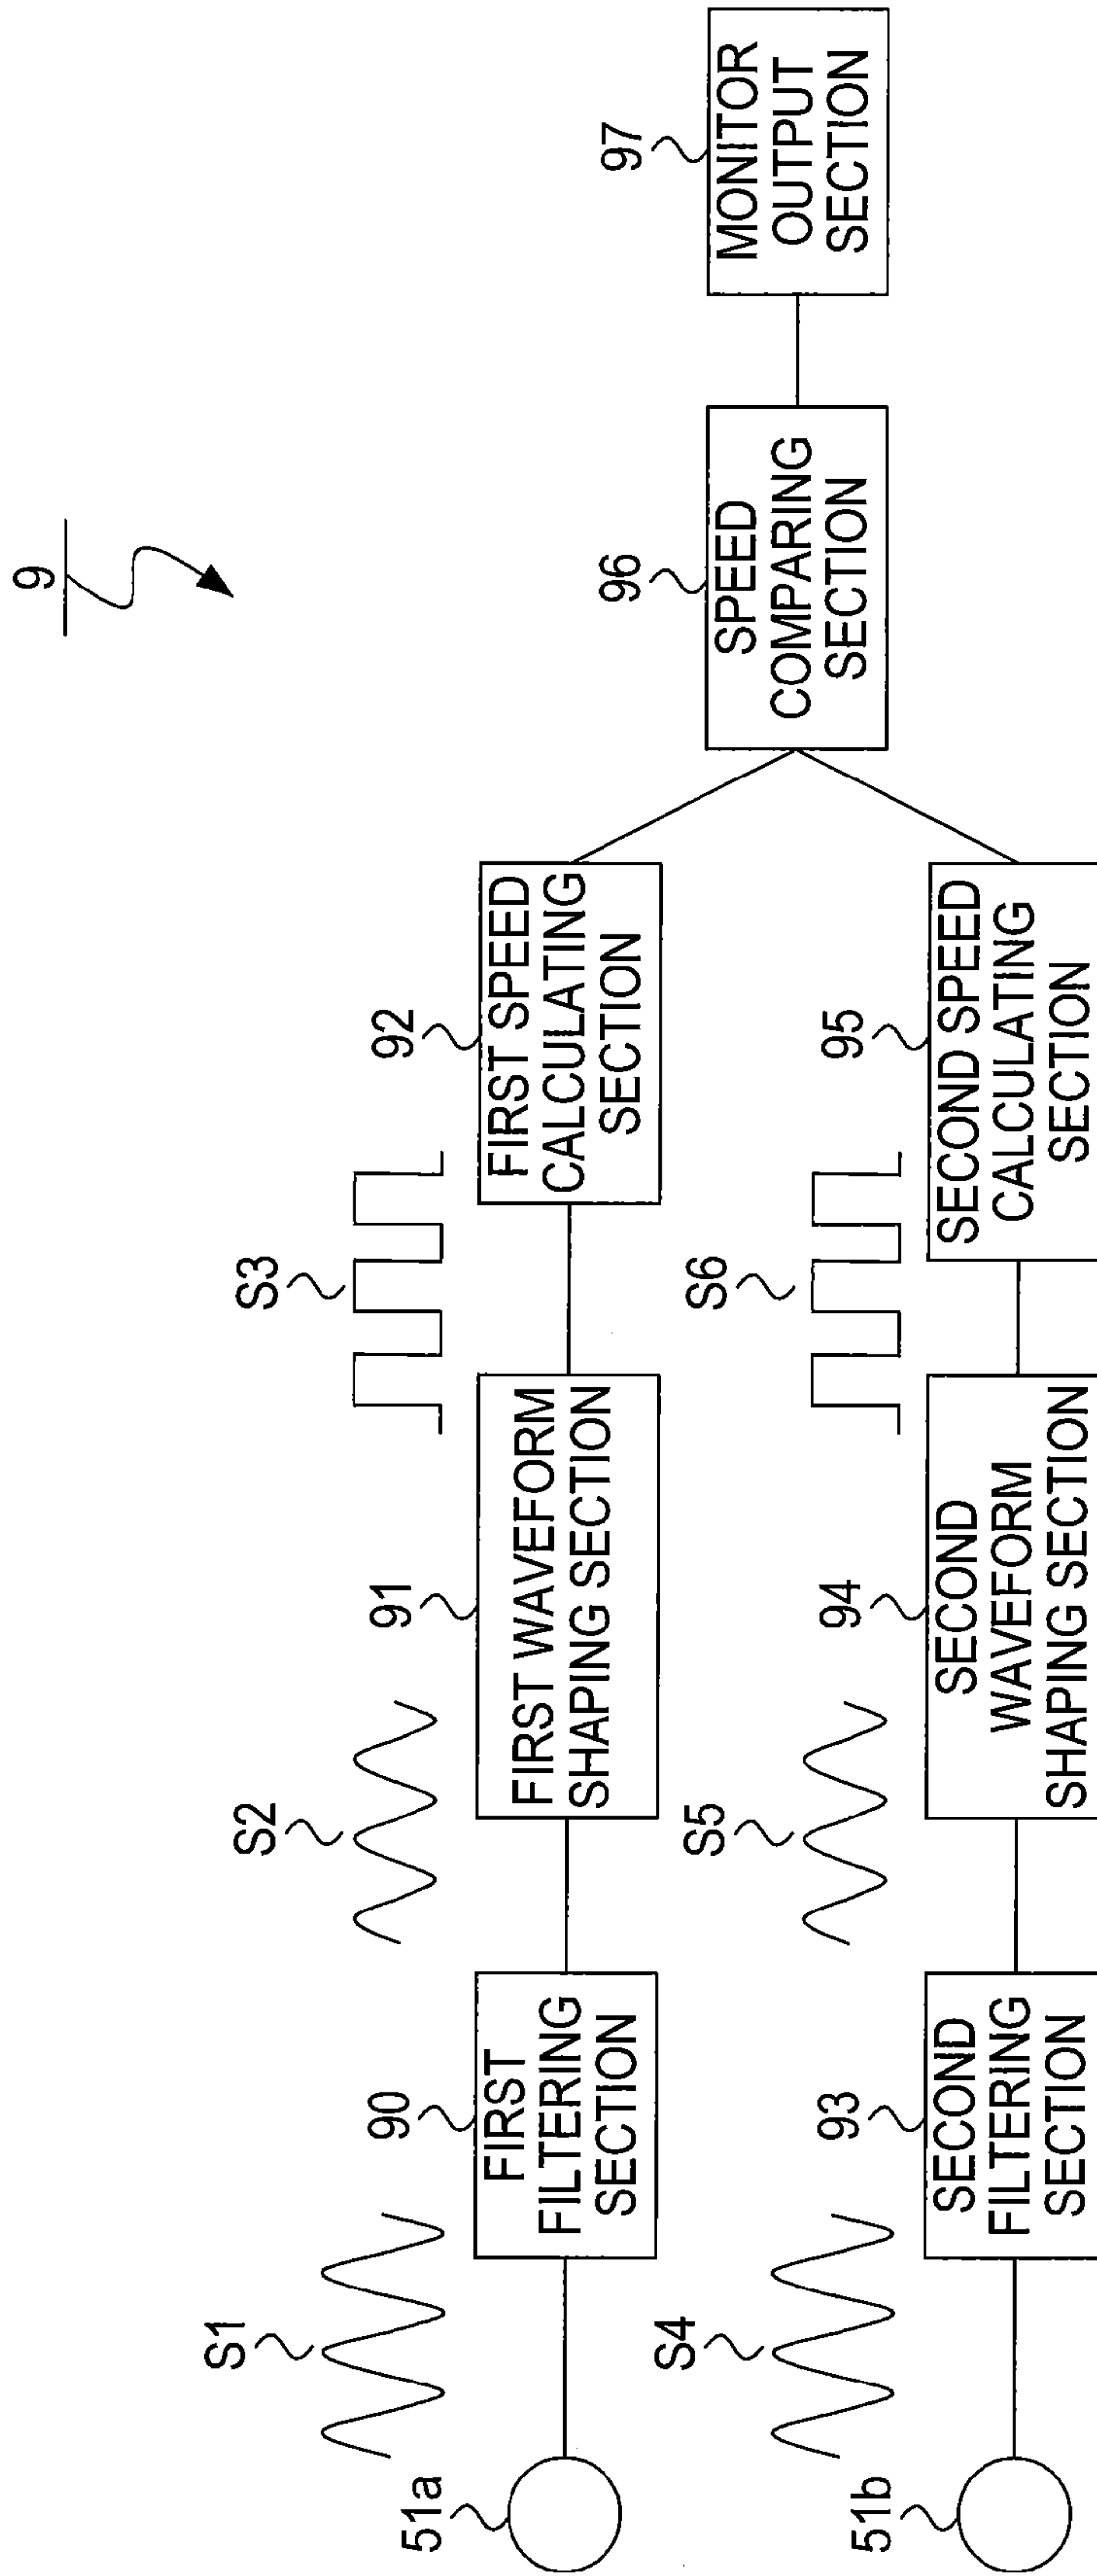 9
S1
S2
S3
51a
90
FIRST
FILTERING
SECTION
91
FIRST WAVEFORM
SHAPING SECTION
92
FIRST SPEED
CALCULATING
SECTION
96
SPEED
COMPARING
SECTION
97
MONITOR
OUTPUT
SECTION
S4
S5
S6
51b
93
SECOND
FILTERING
SECTION
94
SECOND
WAVEFORM
SHAPING SECTION
95
SECOND SPEED
CALCULATING
SECTION